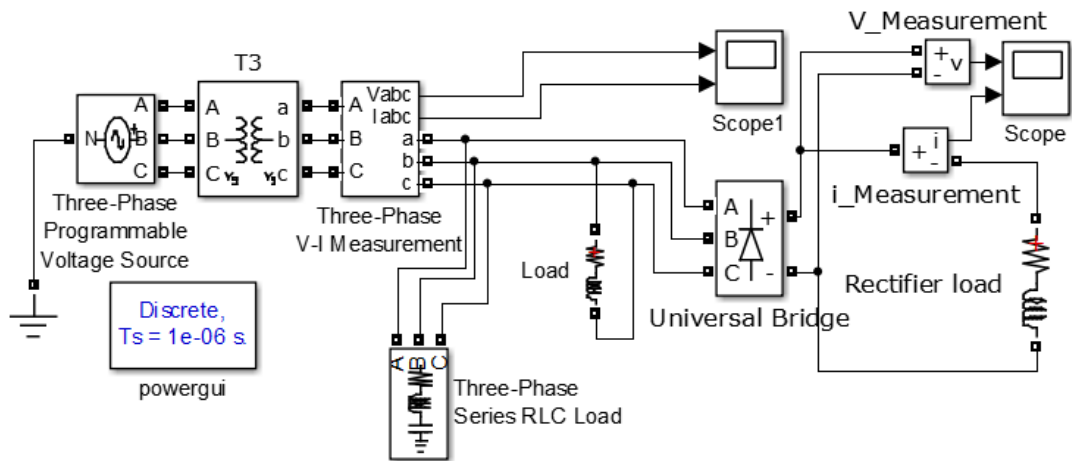 V_Measurement
T3
Vabc
Iabc
A
B
C
N
A
B
C
a
b
c
A
B
C
a
b
c
+
-
v
Scope1
Scope
+
i
-
i_Measurement
Three-Phase
Programmable
Voltage Source
Three-Phase
V-I Measurement
A
B
C
+
-
Load
Rectifier load
Universal Bridge
Discrete,
Ts = 1e-06 s.
powergui
A
B
C
Three-Phase
Series RLC Load